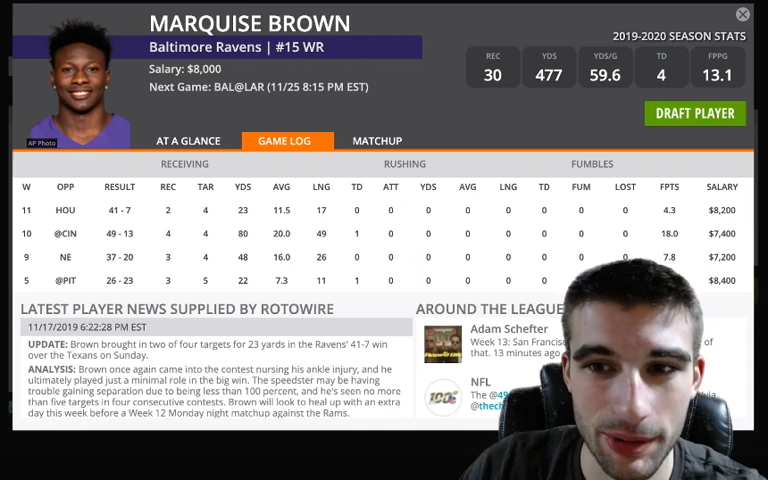 MARQUISE BROWN
Baltimore Ravens | #15 WR
Salary: $8,000
Next Game: BAL@LAR (11/25 8:15 PM EST)
2019-2020 SEASON STATS
REC YDS YDS/G TD FPPG
30 477 59.6 4 13.1
DRAFT PLAYER
AP Photo
AT A GLANCE GAME LOG MATCHUP
RECEIVING RUSHING FUMBLES
W OPP RESULT REC TAR YDS AVG LNG TD ATT YDS AVG LNG TD FUM LOST FPTS SALARY
11 HOU 41 - 7 2 4 23 11.5 17 0 0 0 0 0 0 0 0 4.3 $8,200
10 @CIN 49 - 13 4 4 80 20.0 49 1 0 0 0 0 0 0 0 18.0 $7,400
9 NE 37 - 20 3 4 48 16.0 26 0 0 0 0 0 0 0 0 7.8 $7,200
5 @PIT 26 - 23 3 5 22 7.3 11 1 0 0 0 0 0 $8,400
LATEST PLAYER NEWS SUPPLIED BY ROTOWIRE
11/17/2019 6:22:28 PM EST
UPDATE: Brown brought in two of four targets for 23 yards in the Ravens' 41-7 win
over the Texans on Sunday.
ANALYSIS: Brown once again came into the contest nursing his ankle injury, and he
ultimately played just a minimal role in the big win. The speedster may be having
trouble gaining separation due to being less than 100 percent, and he's seen no more
than five targets in four consecutive contests. Brown will look to heal up with an extra
day this week before a Week 12 Monday night matchup against the Rams.
AROUND THE LEAGUE
Adam Schefter
Week 13: San Francisc of
that. 13 minutes ago
NFL
The @49 via
@thech
100